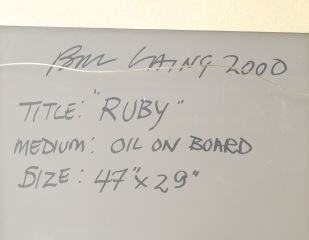 Bill Laing 2000
TITLE: "RUBY"
MEDIUM: OIL ON BOARD
SIZE: 47"x 29"